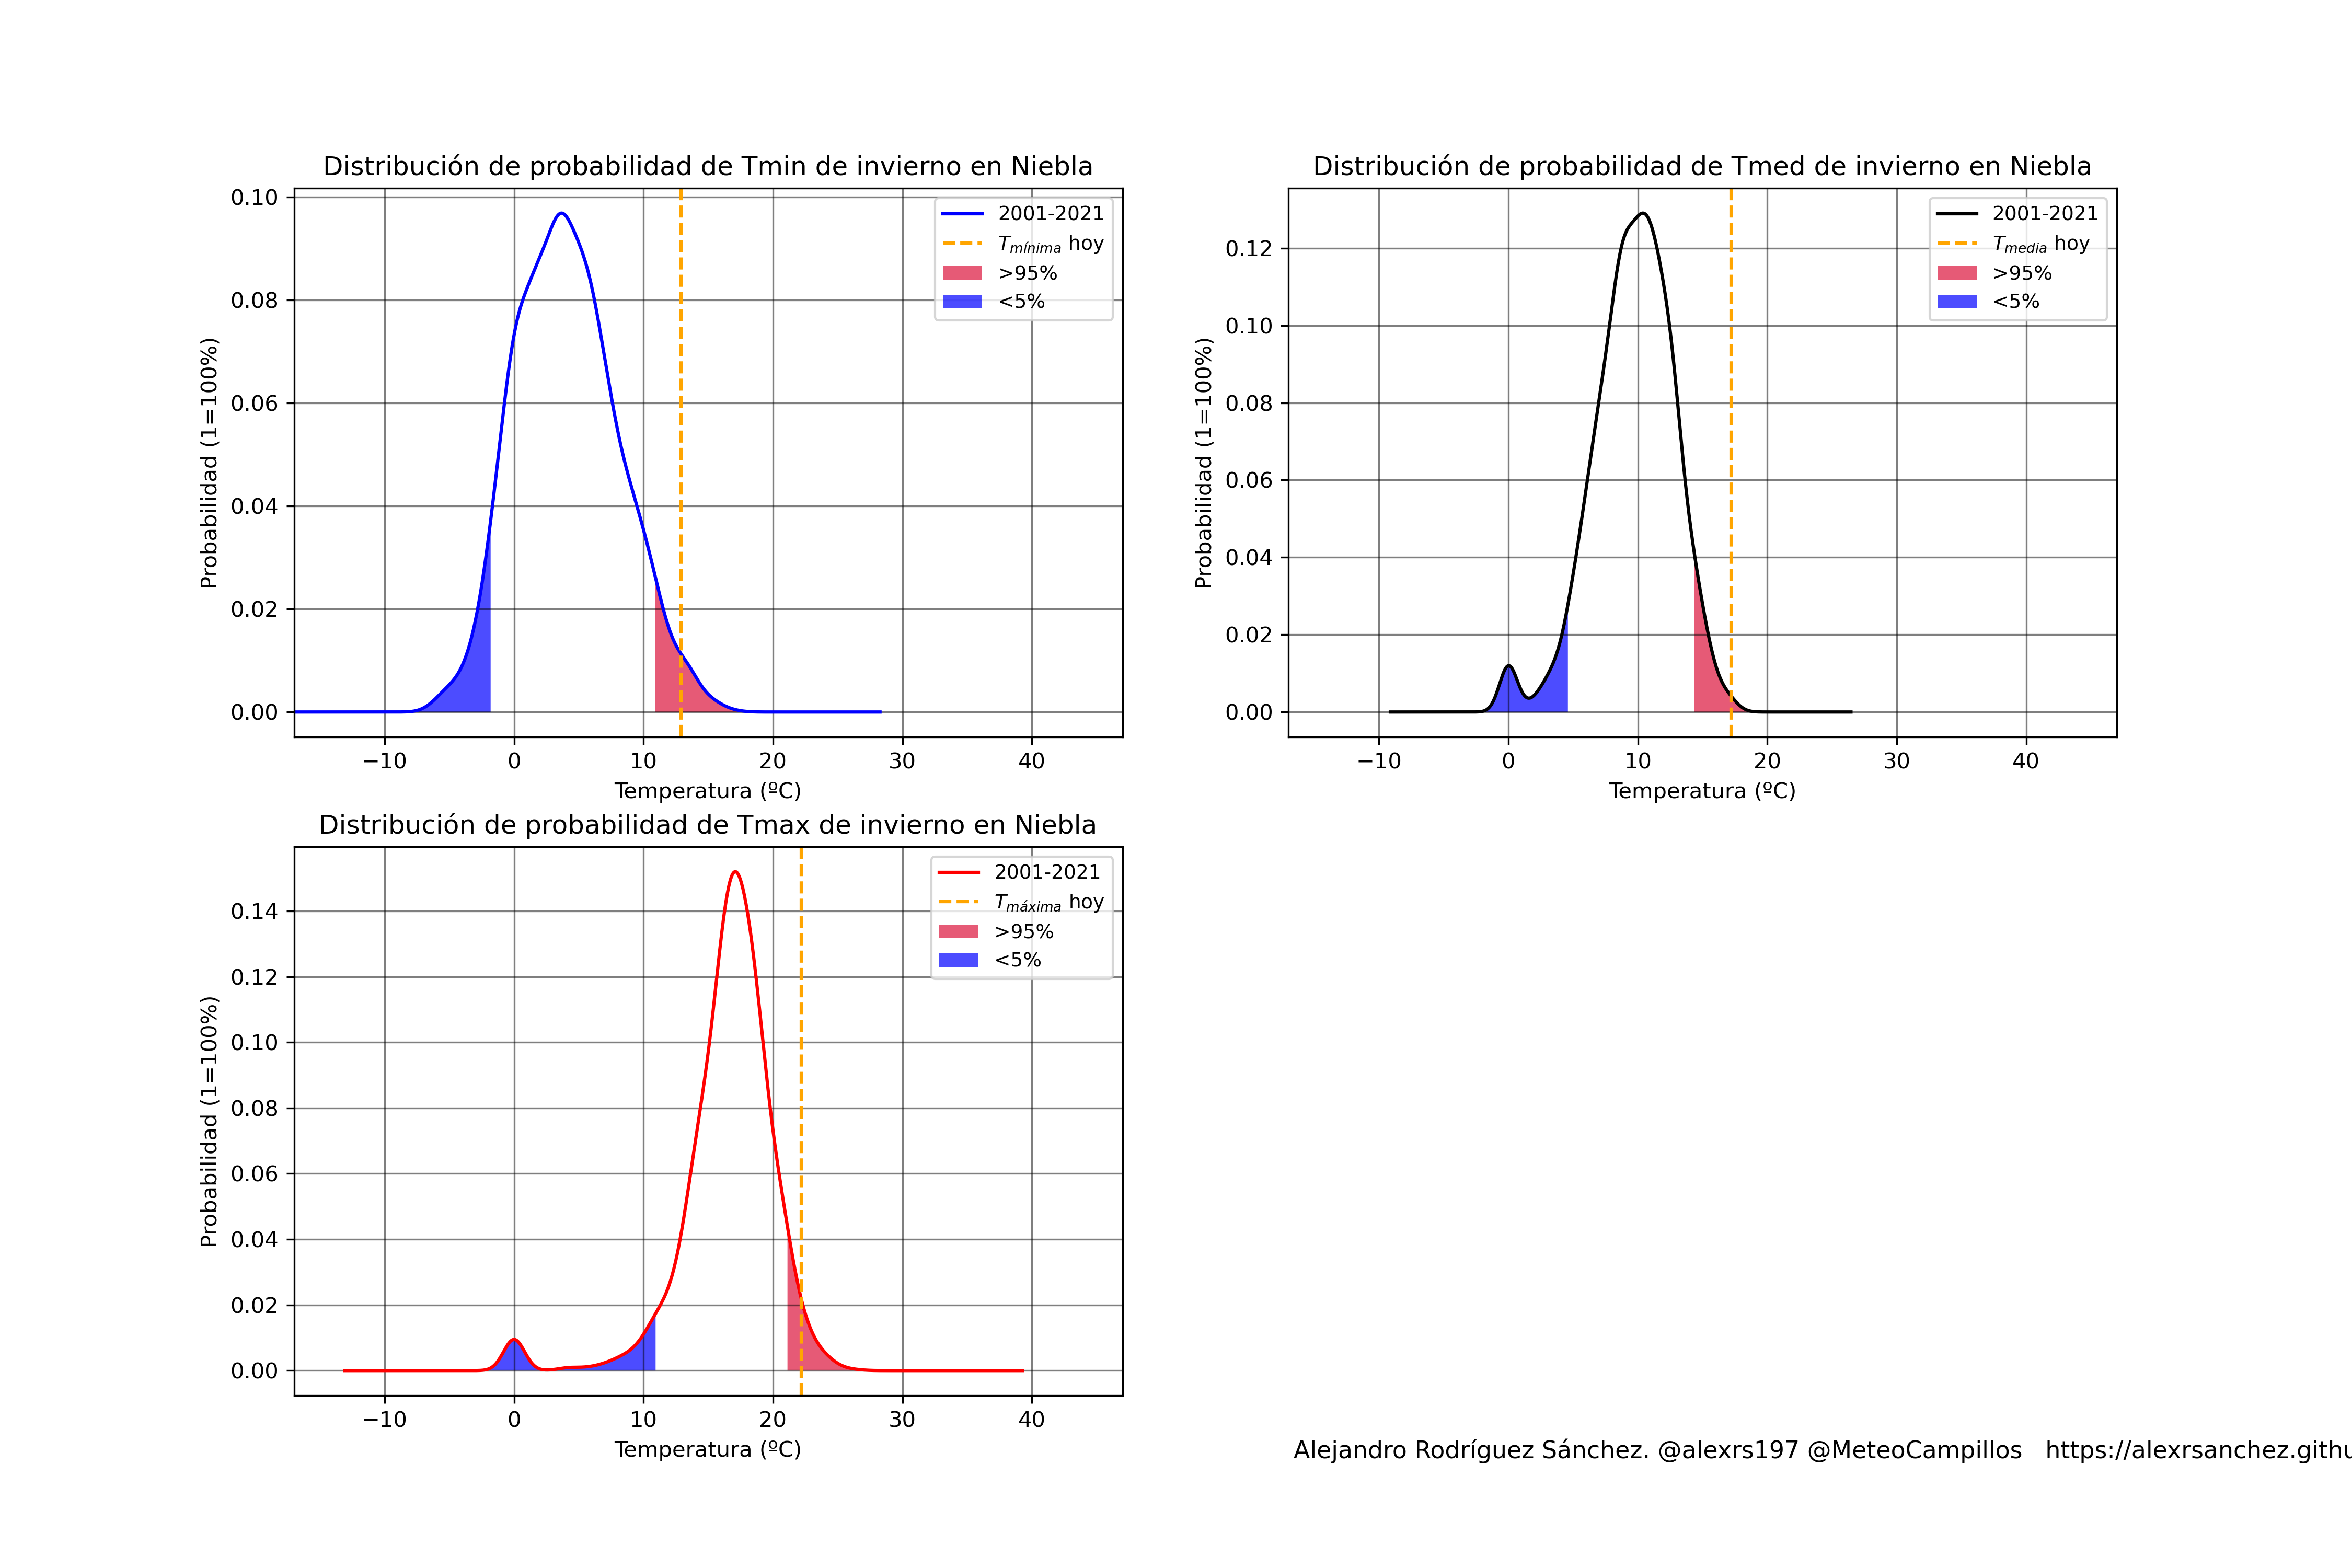 Distribución de probabilidad de Tmin de invierno en Niebla
0.10
0.08
0.06
0.04
0.02
0.00
Probabilidad (1=100%)
2001-2021
Tmínima hoy
>95%
<5%
−10 0 10 20 30 40
Temperatura (ºC)
Distribución de probabilidad de Tmed de invierno en Niebla
0.12
0.10
0.08
0.06
0.04
0.02
0.00
Probabilidad (1=100%)
2001-2021
Tmedia hoy
>95%
<5%
−10 0 10 20 30 40
Temperatura (ºC)
Distribución de probabilidad de Tmax de invierno en Niebla
0.14
0.12
0.10
0.08
0.06
0.04
0.02
0.00
Probabilidad (1=100%)
2001-2021
Tmáxima hoy
>95%
<5%
−10 0 10 20 30 40
Temperatura (ºC)
Alejandro Rodríguez Sánchez. @alexrs197 @MeteoCampillos https://alexrsanchez.githu